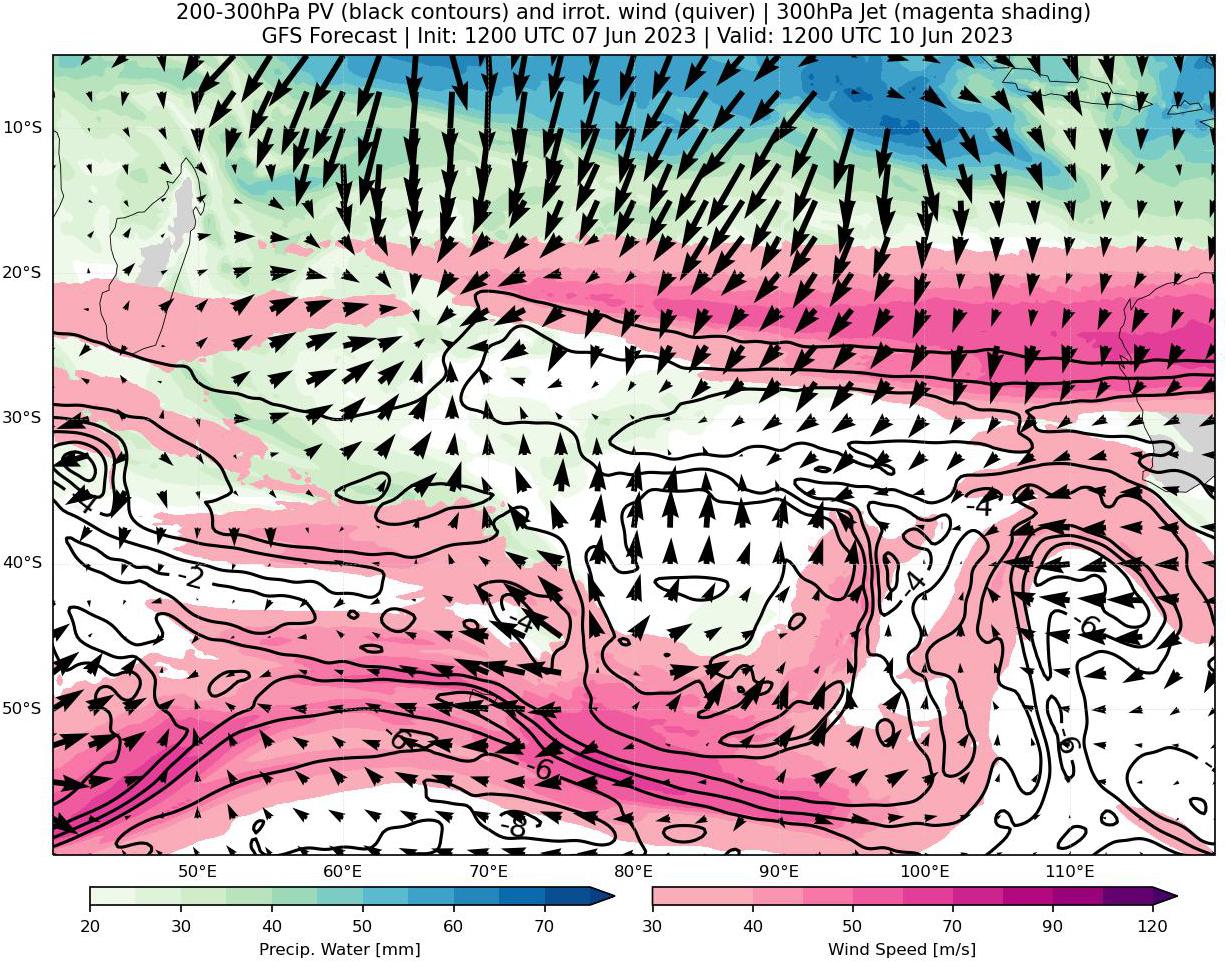 200-300hPa PV (black contours) and irrot. wind (quiver) | 300hPa Jet (magenta shading)
GFS Forecast | Init: 1200 UTC 07 Jun 2023 | Valid: 1200 UTC 10 Jun 2023
10°S
20°S
30°S
-4
40°S
-2
-4
-4
-6
50°S
-6
-6
-8
50°E 60°E 70°E 80°E 90°E 100°E 110°E
20 30 40 50 60 70
30 40 50 70 90 120
Precip. Water [mm]
Wind Speed [m/s]